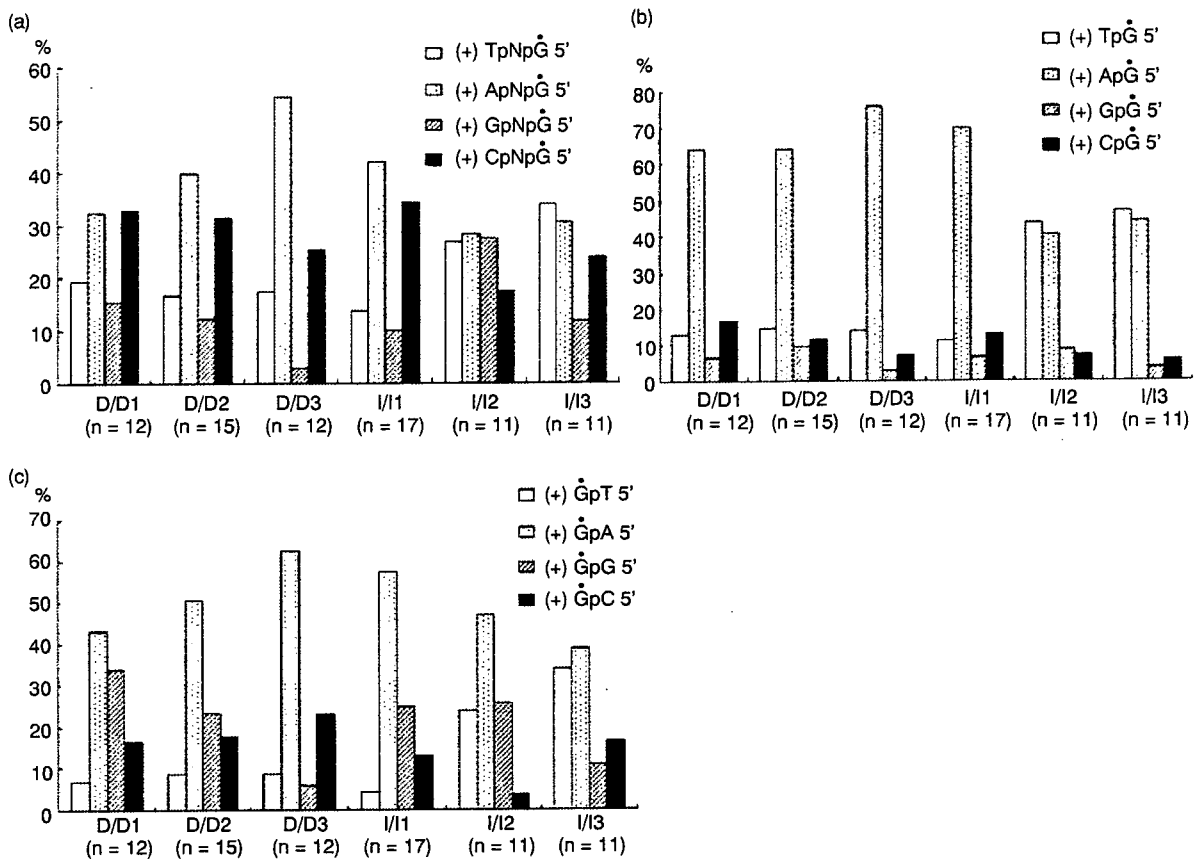 (a)
%
(+) TpNpĠ 5'
(+) ApNpĠ 5'
(+) GpNpĠ 5'
(+) CpNpĠ 5'
60
50
40
30
20
10
0
D/D1 D/D2 D/D3 I/I1 I/I2 I/I3
(n = 12) (n = 15) (n = 12) (n = 17) (n = 11) (n = 11)
(b)
%
(+) TpĠ 5'
(+) ApĠ 5'
(+) GpĠ 5'
(+) CpĠ 5'
80
70
60
50
40
30
20
10
0
D/D1 D/D2 D/D3 I/I1 I/I2 I/I3
(n = 12) (n = 15) (n = 12) (n = 17) (n = 11) (n = 11)
(c)
%
(+) ĠpT 5'
(+) ĠpA 5'
(+) ĠpG 5'
(+) ĠpC 5'
70
60
50
40
30
20
10
0
D/D1 D/D2 D/D3 I/I1 I/I2 I/I3
(n = 12) (n = 15) (n = 12) (n = 17) (n = 11) (n = 11)